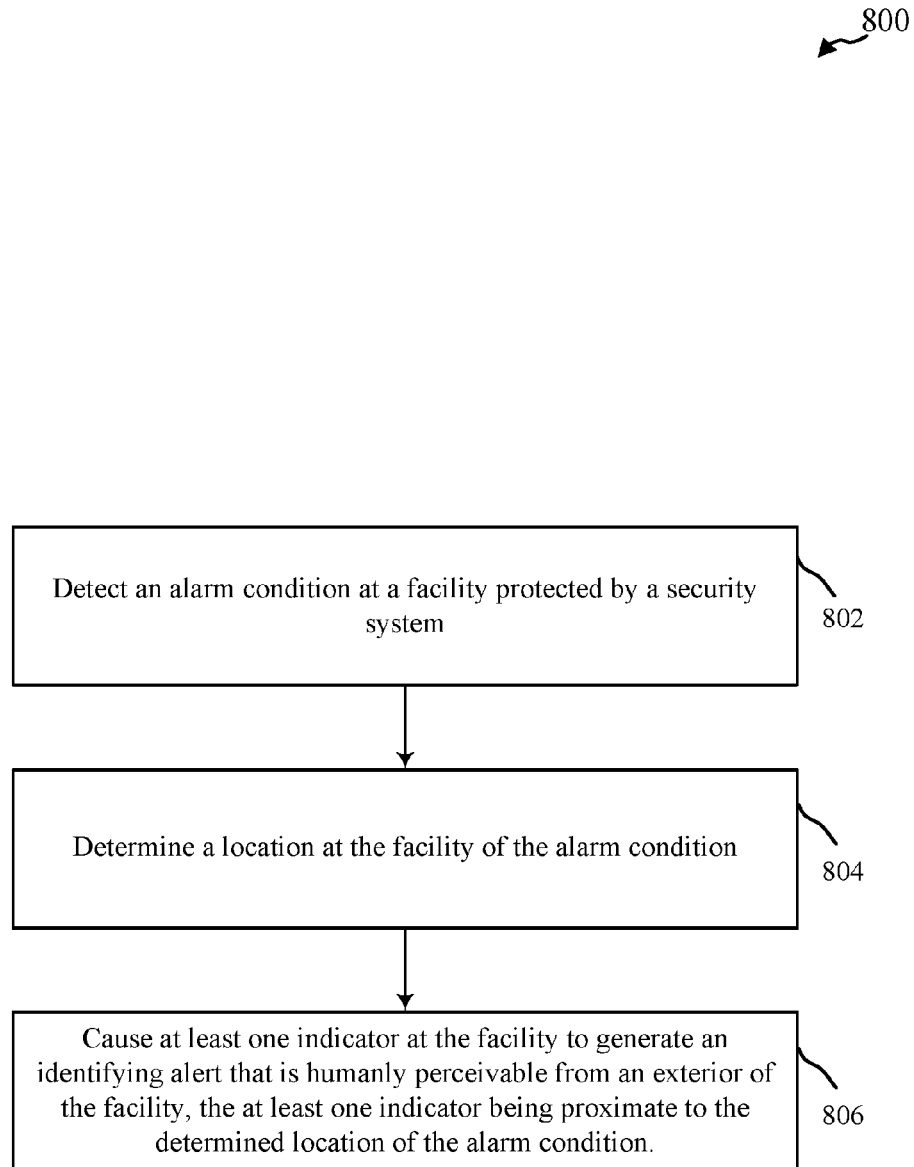 800
Detect an alarm condition at a facility protected by a security
system
802
Determine a location at the facility of the alarm condition
804
Cause at least one indicator at the facility to generate an
identifying alert that is humanly perceivable from an exterior of
the facility, the at least one indicator being proximate to the
determined location of the alarm condition.
806